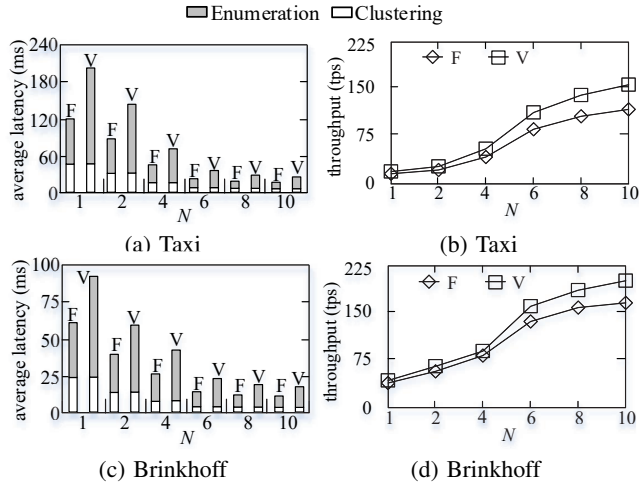 Enumeration Clustering
average latency (ms)
240
180
120
60
0
F V F V F V F V F V F V
1 2 4 6 8 10
N
(a) Taxi
throughput (tps)
225
150
75
0
F V
1 2 4 6 8 10
N
(b) Taxi
average latency (ms)
100
75
50
25
0
F V F V F V F V F V F V
1 2 4 6 8 10
N
(c) Brinkhoff
throughput (tps)
225
150
75
0
F V
1 2 4 6 8 10
N
(d) Brinkhoff